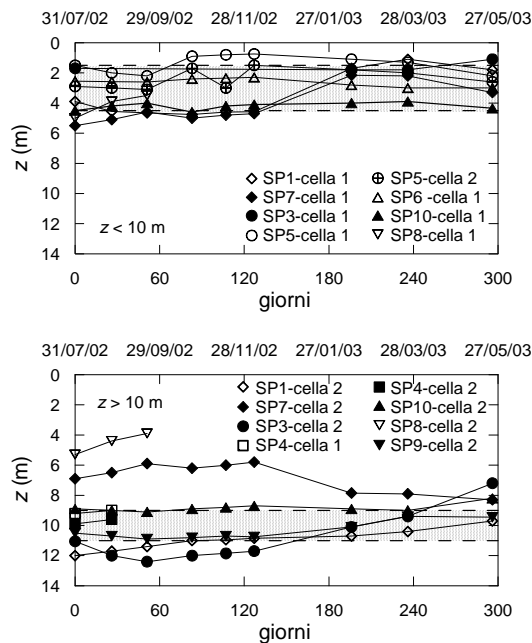 31/07/02 29/09/02 28/11/02 27/01/03 28/03/03 27/05/03
0
2
4
6
8
10
12
14
z (m)
SP1-cella 1 SP5-cella 2
SP7-cella 1 SP6 -cella 1
SP3-cella 1 SP10-cella 1
SP5-cella 1 SP8-cella 1
z < 10 m
0 60 120 180 240 300
giorni
31/07/02 29/09/02 28/11/02 27/01/03 28/03/03 27/05/03
0
2
4
6
8
10
12
14
z (m)
z > 10 m
SP1-cella 2 SP4-cella 2
SP7-cella 2 SP10-cella 2
SP3-cella 2 SP8-cella 2
SP4-cella 1 SP9-cella 2
0 60 120 180 240 300
giorni